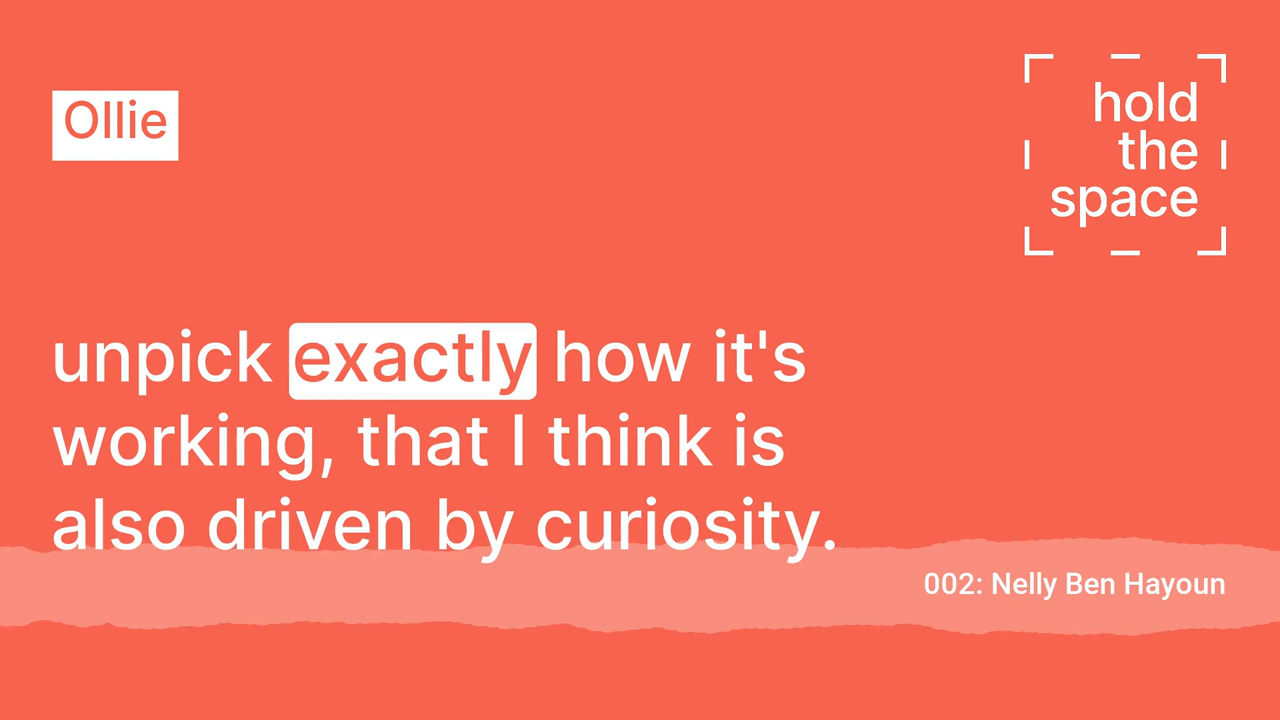 Ollie
hold
the
space
unpick exactly how it's
working, that I think is
also driven by curiosity.
002: Nelly Ben Hayoun